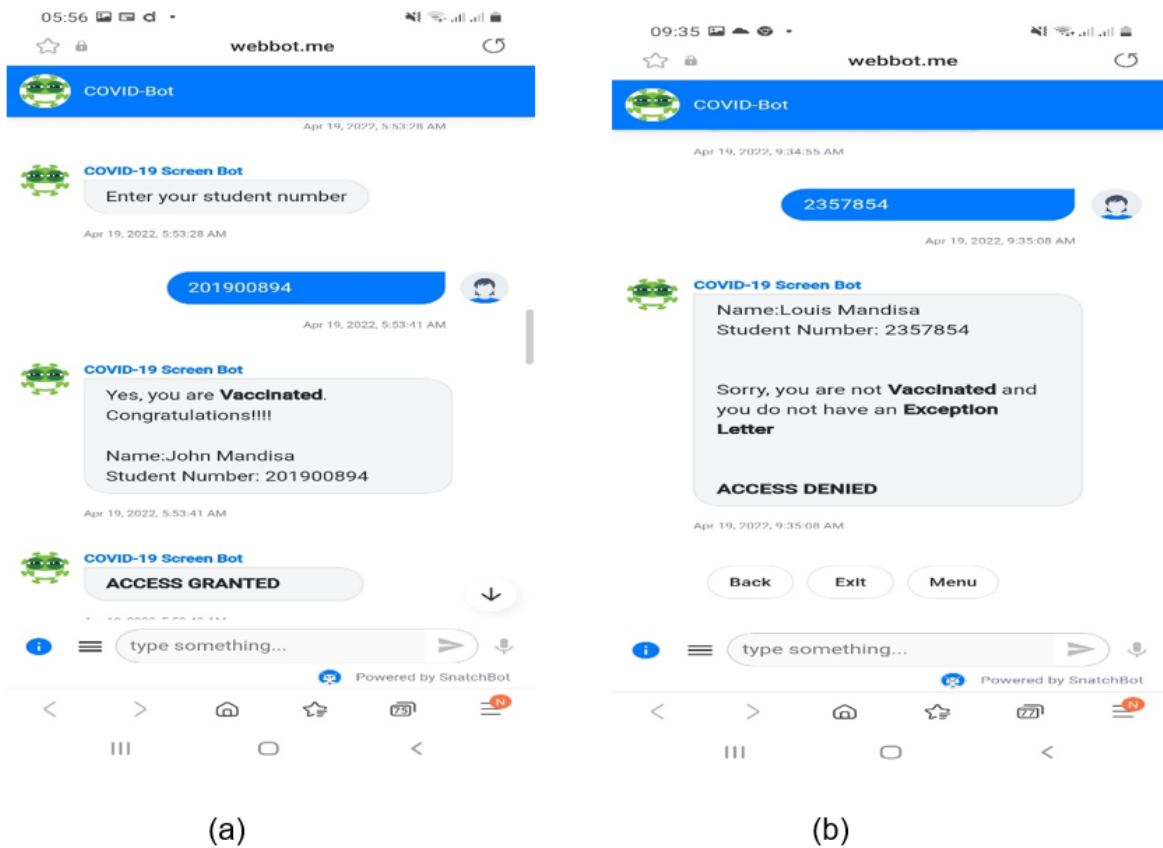 05:56
webbot.me
COVID-Bot
Apr 19, 2022, 5:53:28 AM
COVID-19 Screen Bot
Enter your student number
Apr 19, 2022, 5:53:28 AM
201900894
Apr 19, 2022, 5:53:41 AM
COVID-19 Screen Bot
Yes, you are Vaccinated.
Congratulations!!!!
Name:John Mandisa
Student Number: 201900894
Apr 19, 2022, 5:53:41 AM
COVID-19 Screen Bot
ACCESS GRANTED
type something...
Powered by SnatchBot
75
N
(a)
09:35
webbot.me
COVID-Bot
Apr 19, 2022, 9:34:55 AM
2357854
Apr 19, 2022, 9:35:08 AM
COVID-19 Screen Bot
Name:Louis Mandisa
Student Number: 2357854
Sorry, you are not Vaccinated and
you do not have an Exception
Letter
ACCESS DENIED
Apr 19, 2022, 9:35:08 AM
Back Exit Menu
type something...
Powered by SnatchBot
77
N
(b)